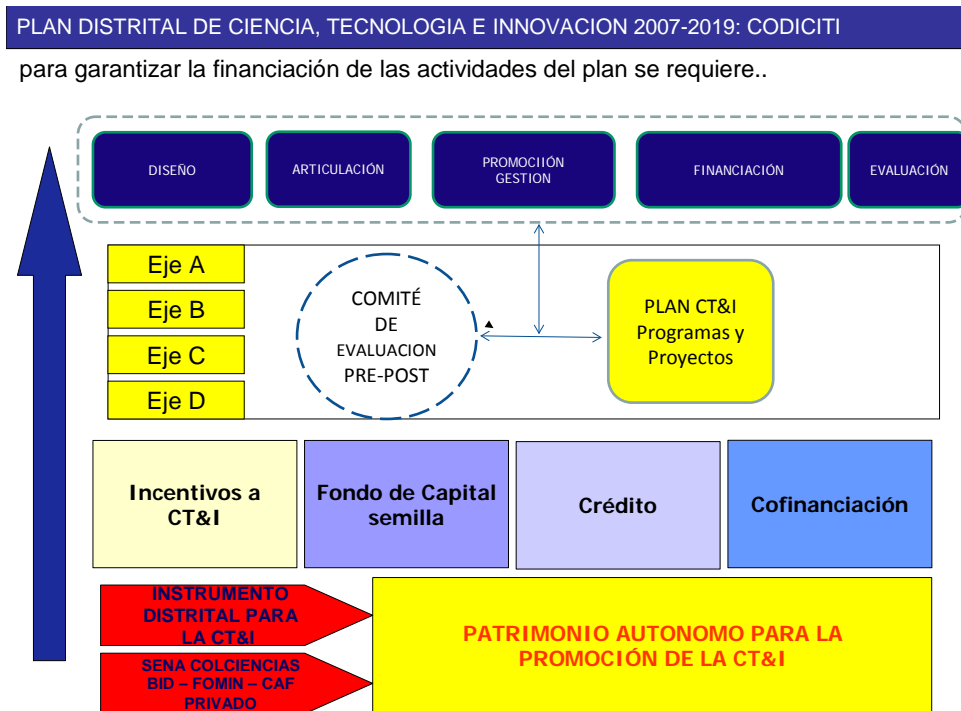 PLAN DISTRITAL DE CIENCIA, TECNOLOGIA E INNOVACION 2007-2019: CODICITI
para garantizar la financiación de las actividades del plan se requiere..
DISEÑO
ARTICULACIÓN
PROMOCIIÓN
GESTION
FINANCIACIÓN
EVALUACIÓN
Eje A
Eje B
Eje C
Eje D
COMITÉ
DE
EVALUACION
PRE-POST
PLAN CT&I
Programas y
Proyectos
Incentivos a
CT&I
Fondo de Capital
semilla
Crédito
Cofinanciación
INSTRUMENTO
DISTRITAL PARA
LA CT&I
SENA COLCIENCIAS
BID – FOMIN – CAF
PRIVADO
PATRIMONIO AUTONOMO PARA LA
PROMOCIÓN DE LA CT&I